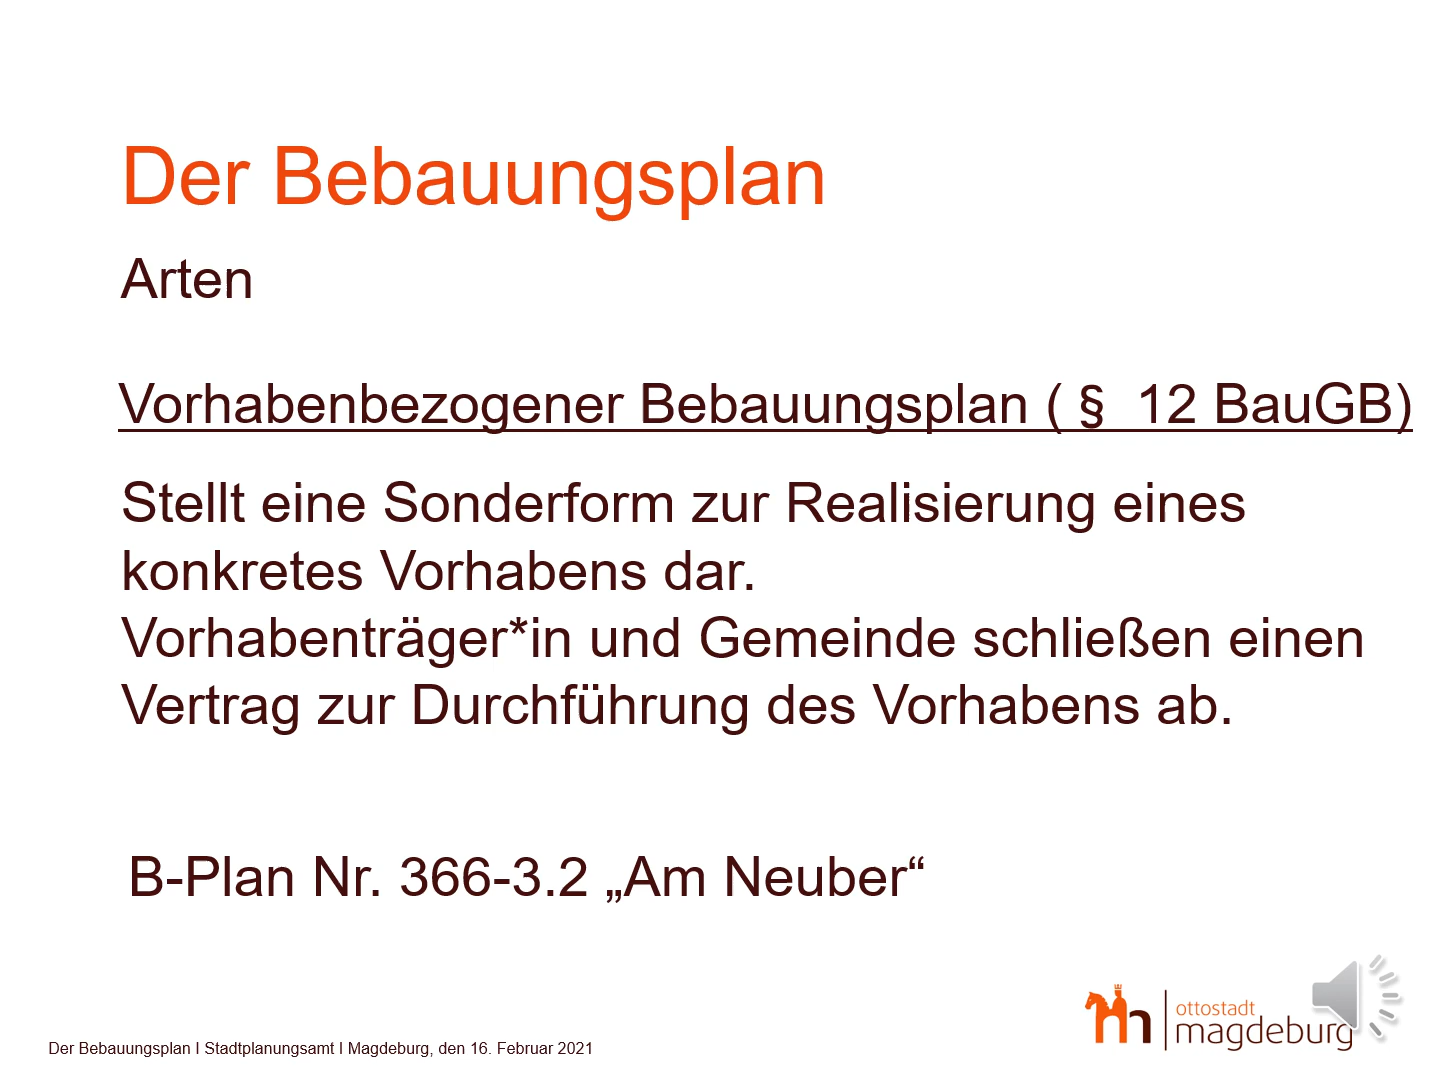 Der Bebauungsplan
Arten
Vorhabenbezogener Bebauungsplan ( § 12 BauGB)
Stellt eine Sonderform zur Realisierung eines
konkretes Vorhabens dar.
Vorhabenträger*in und Gemeinde schließen einen
Vertrag zur Durchführung des Vorhabens ab.
B-Plan Nr. 366-3.2 „Am Neuber“
ottostadt
magdeburg
Der Bebauungsplan I Stadtplanungsamt I Magdeburg, den 16. Februar 2021